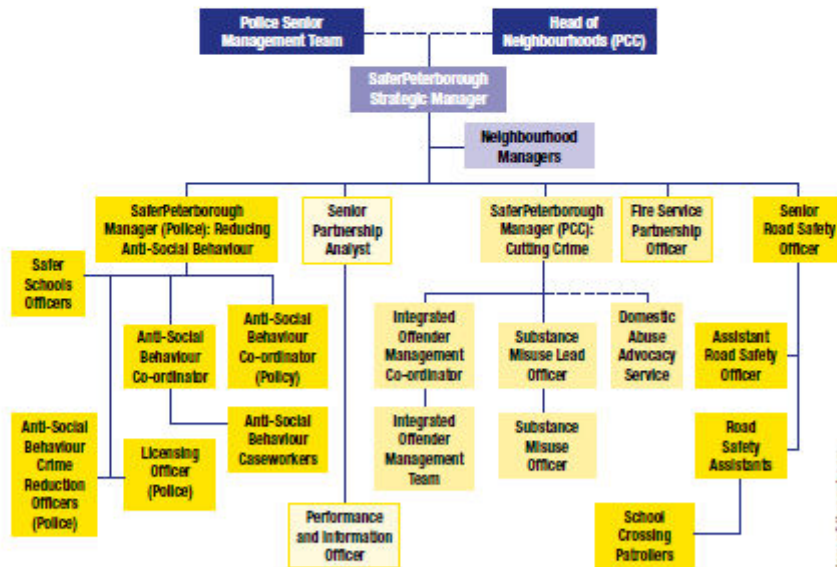 Police Senior
Management Team
Head of
Neighbourhoods (PCC)
SaferPeterborough
Strategic Manager
Neighbourhood
Managers
SaferPeterborough
Manager (Police): Reducing
Anti-Social Behaviour
Senior
Partnership
Analyst
SaferPeterborough
Manager (PCC):
Cutting Crime
Fire Service
Partnership
Officer
Senior
Road Safety
Officer
Safer
Schools
Officers
Anti-Social
Behaviour
Co-ordinator
Anti-Social
Behaviour
Co-ordinator
(Policy)
Integrated
Offender
Management
Co-ordinator
Substance
Misuse Lead
Officer
Domestic
Abuse
Advocacy
Service
Assistant
Road Safety
Officer
Anti-Social
Behaviour
Crime
Reduction
Officers
(Police)
Licensing
Officer
(Police)
Anti-Social
Behaviour
Caseworkers
Integrated
Offender
Management
Team
Substance
Misuse
Officer
Road
Safety
Assistants
Performance
and Information
Officer
School
Crossing
Patrollers